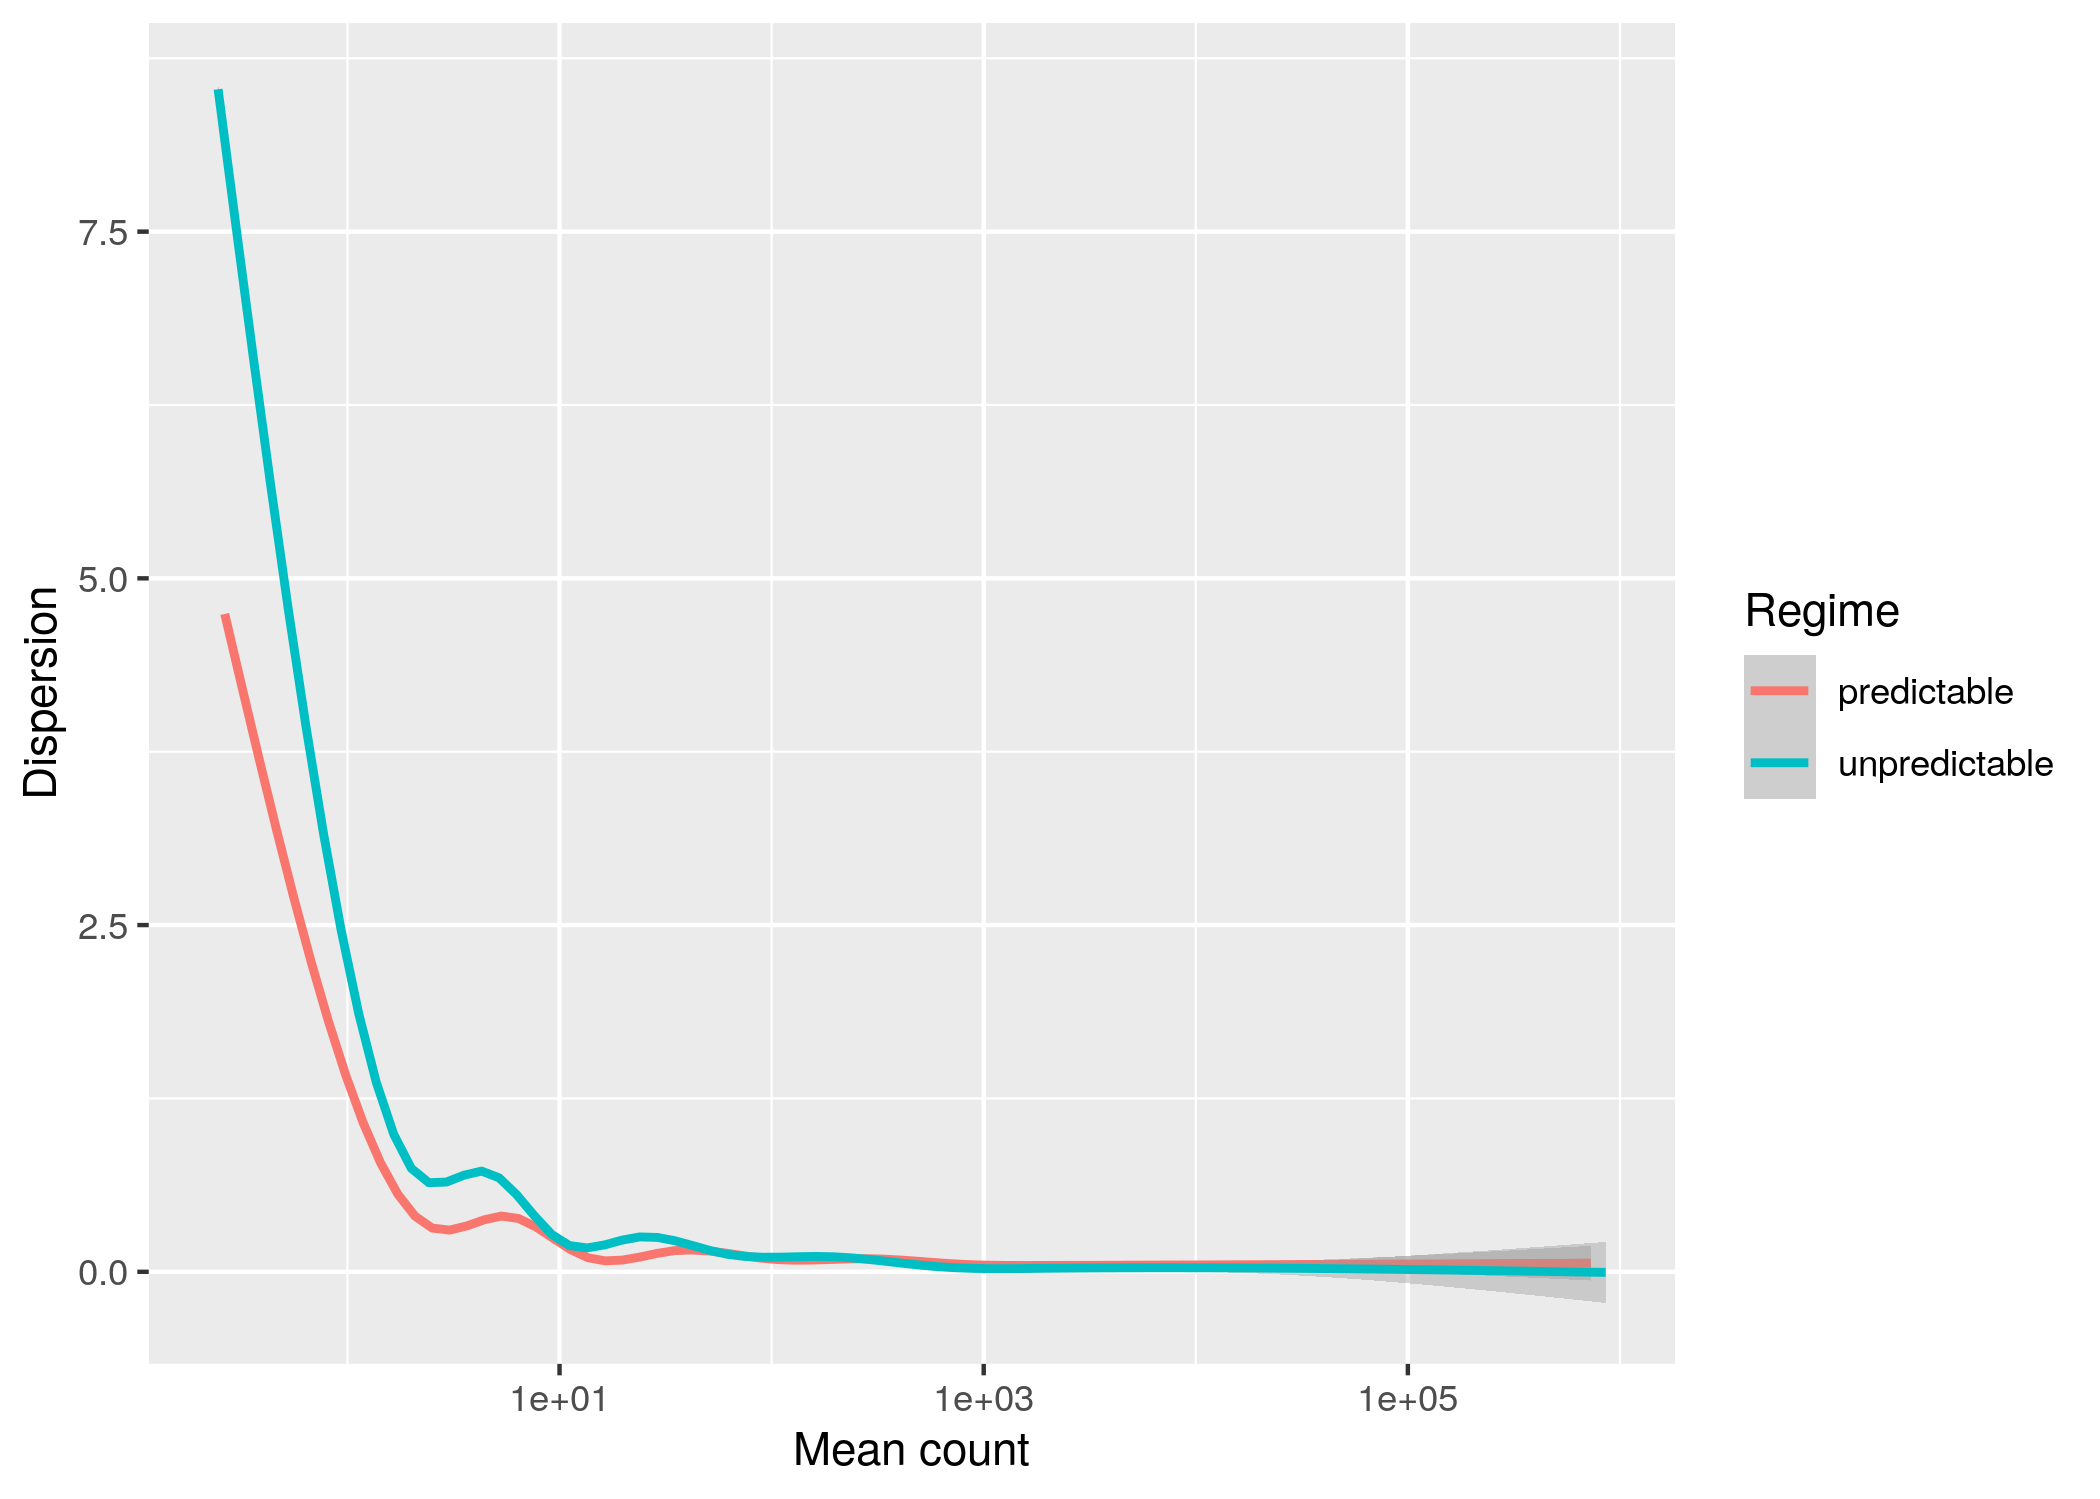 7.5
5.0
2.5
0.0
Dispersion
1e+01 1e+03 1e+05
Mean count
Regime
predictable
unpredictable